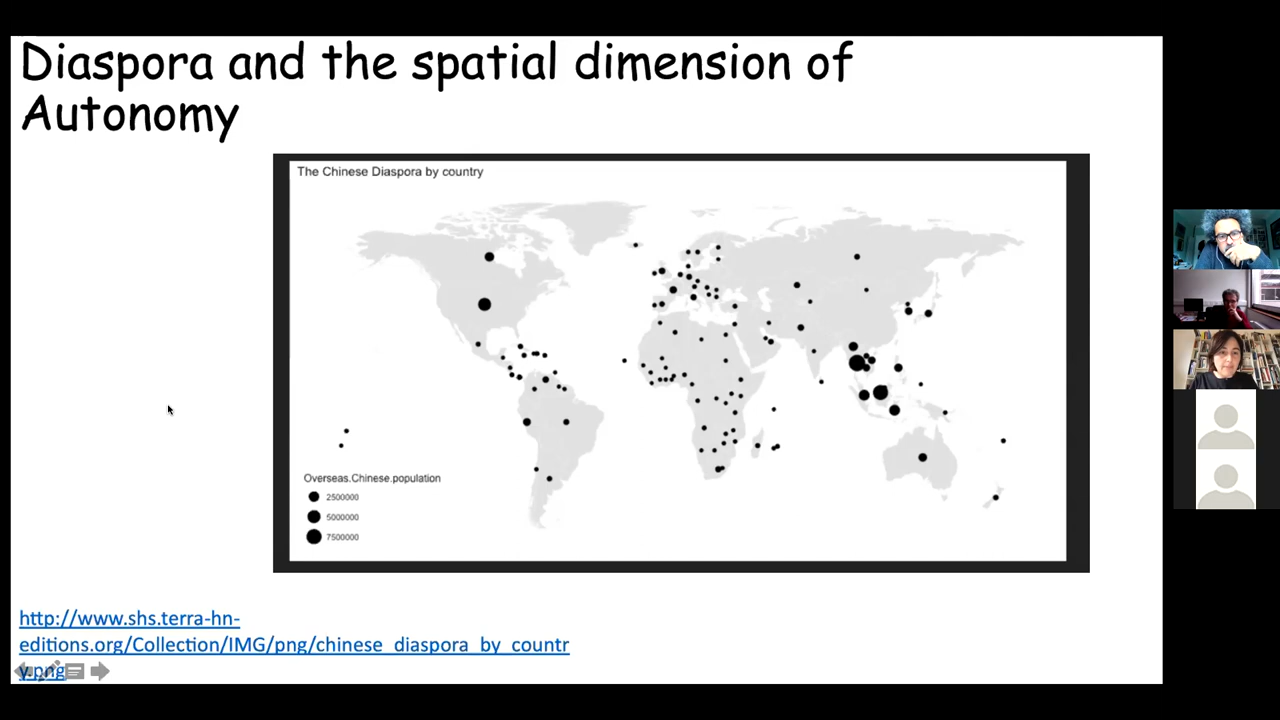 Diaspora and the spatial dimension of
Autonomy
The Chinese Diaspora by country
Overseas.Chinese.population
2500000
5000000
7500000
http://www.shs.terra-hn-
editions.org/Collection/IMG/png/chinese_diaspora_by_countr
y.png